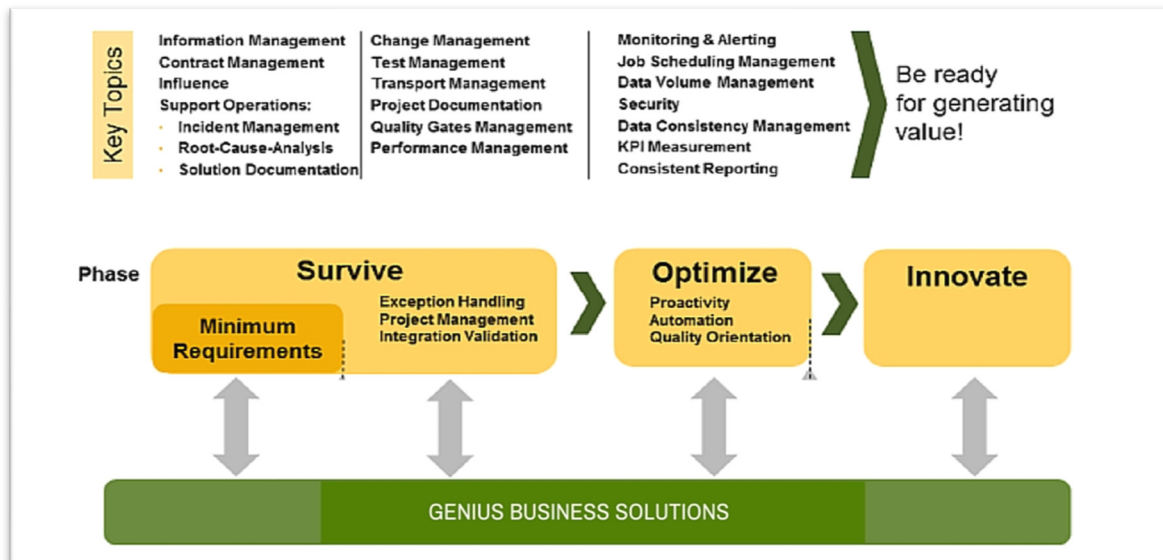 Key Topics
Information Management
Contract Management
Influence
Support Operations:
• Incident Management
• Root-Cause-Analysis
• Solution Documentation
Change Management
Test Management
Transport Management
Project Documentation
Quality Gates Management
Performance Management
Monitoring & Alerting
Job Scheduling Management
Data Volume Management
Security
Data Consistency Management
KPI Measurement
Consistent Reporting
Be ready
for generating
value!
Phase
Survive
Minimum
Requirements
Exception Handling
Project Management
Integration Validation
Optimize
Proactivity
Automation
Quality Orientation
Innovate
GENIUS BUSINESS SOLUTIONS